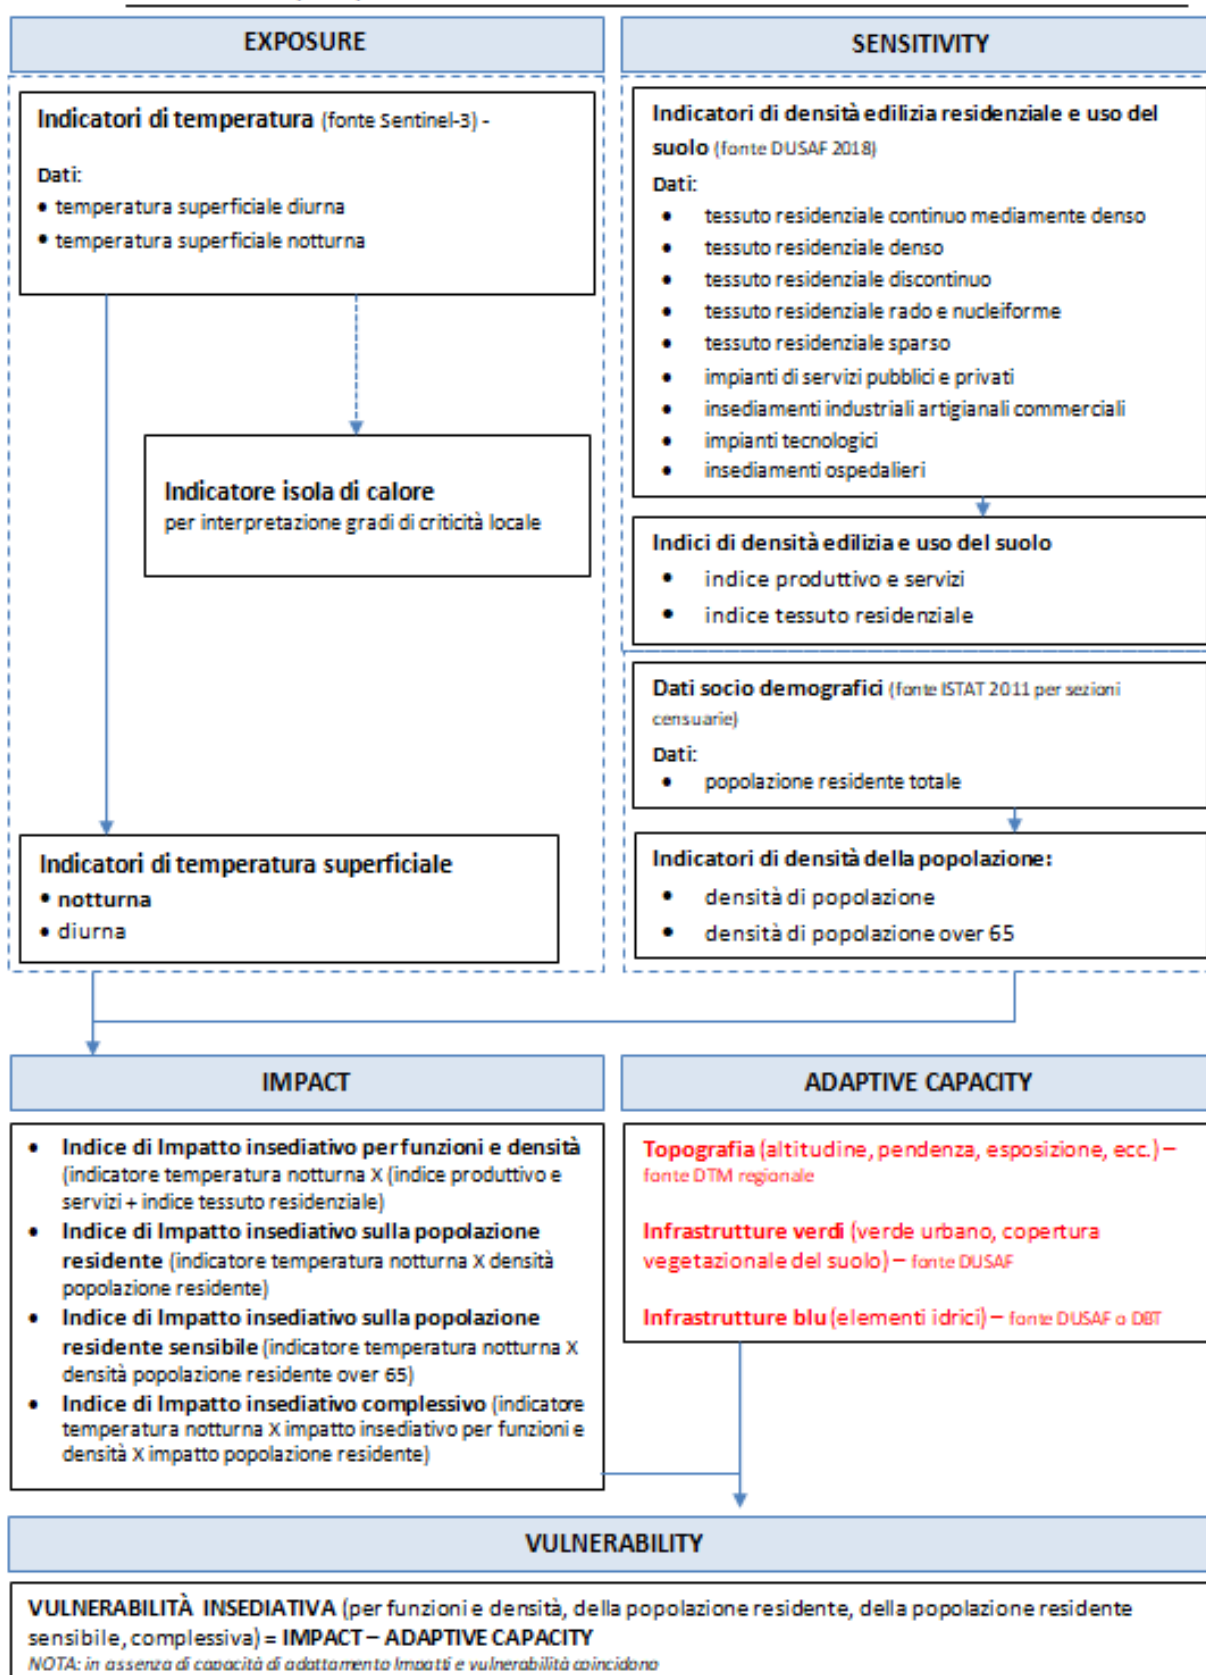 EXPOSURE
Indicatori di temperatura (fonte Sentinel-3) -
Dati:
• temperatura superficiale diurna
• temperatura superficiale notturna
Indicatore isola di calore
per interpretazione gradi di criticità locale
Indicatori di temperatura superficiale
• notturna
• diurna
SENSITIVITY
Indicatori di densità edilizia residenziale e uso del
suolo (fonte DUSAF 2018)
Dati:
• tessuto residenziale continuo mediamente denso
• tessuto residenziale denso
• tessuto residenziale discontinuo
• tessuto residenziale rado e nucleiforme
• tessuto residenziale sparso
• impianti di servizi pubblici e privati
• insediamenti industriali artigianali commerciali
• impianti tecnologici
• insediamenti ospedalieri
Indici di densità edilizia e uso del suolo
• indice produttivo e servizi
• indice tessuto residenziale
Dati socio demografici (fonte ISTAT 2011 per sezioni
censuarie)
Dati:
• popolazione residente totale
Indicatori di densità della popolazione:
• densità di popolazione
• densità di popolazione over 65
IMPACT
• Indice di Impatto insediativo per funzioni e densità
(indicatore temperatura notturna X (indice produttivo e
servizi + indice tessuto residenziale)
• Indice di Impatto insediativo sulla popolazione
residente (indicatore temperatura notturna X densità
popolazione residente)
• Indice di Impatto insediativo sulla popolazione
residente sensibile (indicatore temperatura notturna X
densità popolazione residente over 65)
• Indice di Impatto insediativo complessivo (indicatore
temperatura notturna X impatto insediativo per funzioni e
densità X impatto popolazione residente)
ADAPTIVE CAPACITY
Topografia (altitudine, pendenza, esposizione, ecc.) –
fonte DTM regionale
Infrastrutture verdi (verde urbano, copertura
vegetazionale del suolo) – fonte DUSAF
Infrastrutture blu (elementi idrici) – fonte DUSAF o DBT
VULNERABILITY
VULNERABILITÀ INSEDIATIVA (per funzioni e densità, della popolazione residente, della popolazione residente
sensibile, complessiva) = IMPACT – ADAPTIVE CAPACITY
NOTA: in assenza di capacità di adattamento Impatti e vulnerabilità coincidono